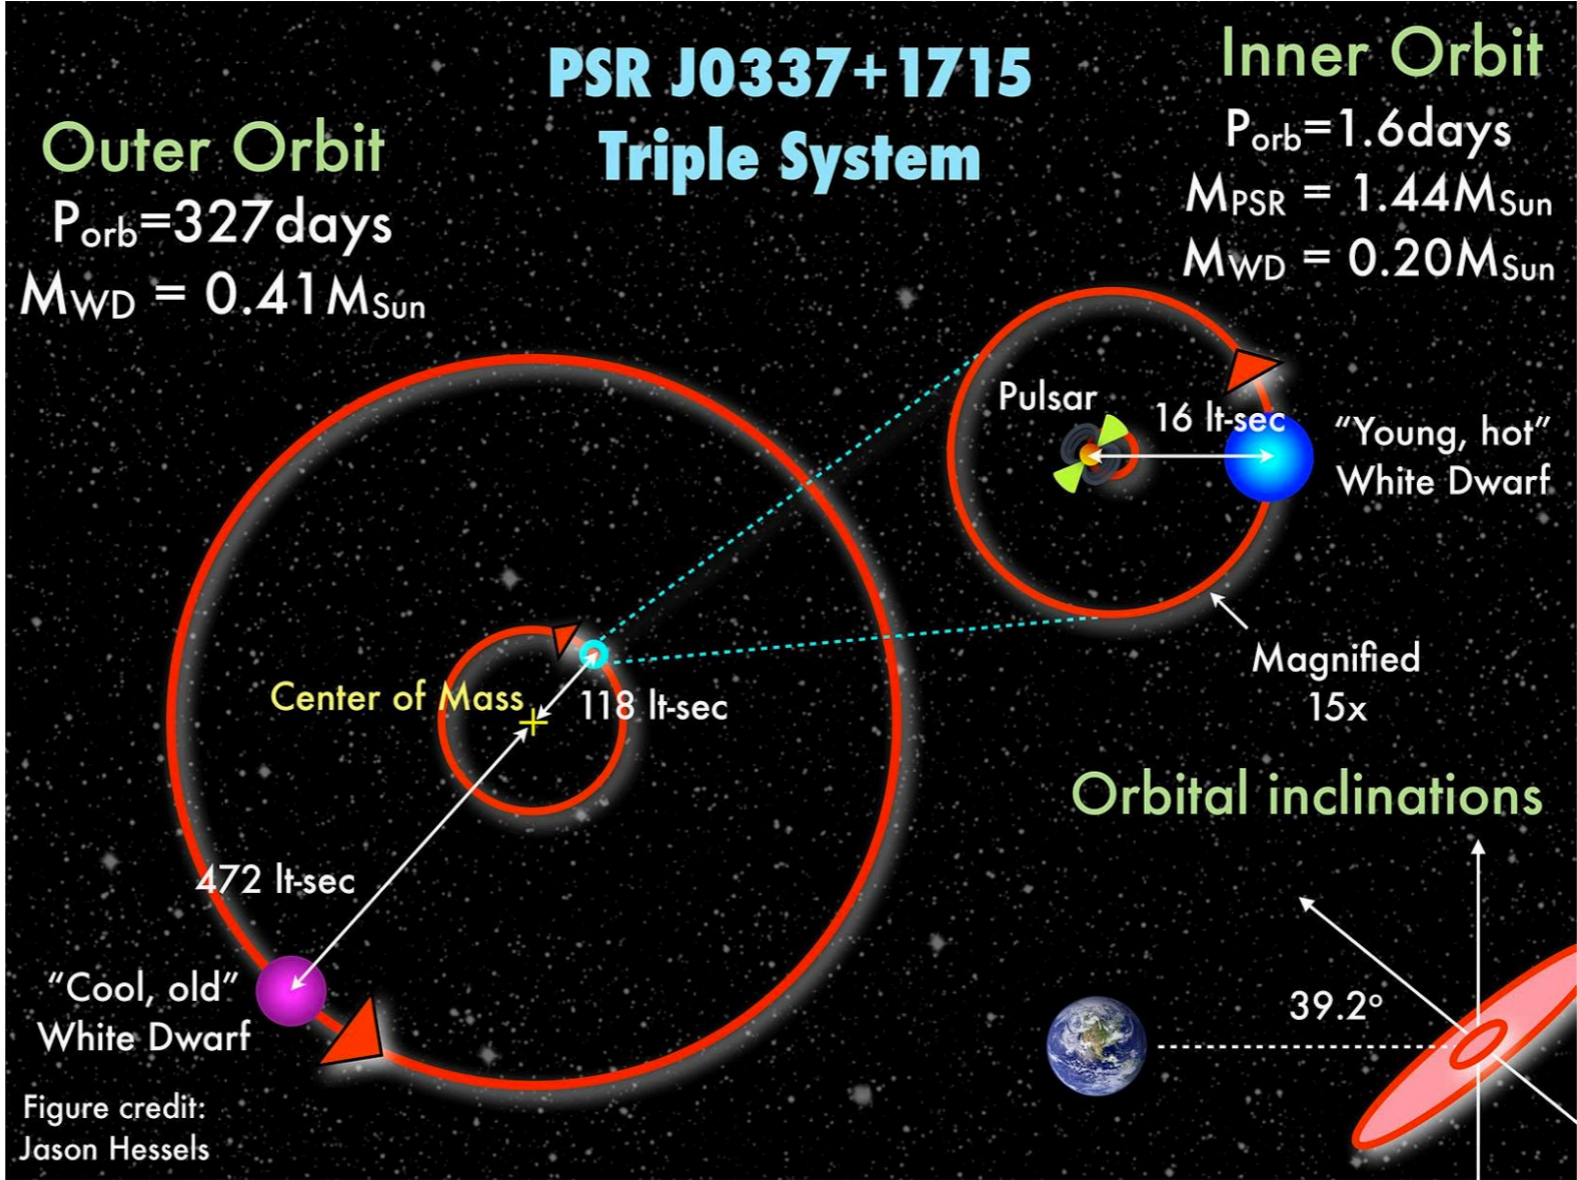 PSR J0337+1715
Triple System
Outer Orbit
Porb=327days
MWD = 0.41MSun
Inner Orbit
Porb=1.6days
MPSR = 1.44MSun
MWD = 0.20MSun
Pulsar
16 lt-sec
“Young, hot”
White Dwarf
Magnified
15x
Center of Mass
118 lt-sec
472 lt-sec
“Cool, old”
White Dwarf
Orbital inclinations
39.2°
Figure credit:
Jason Hessels